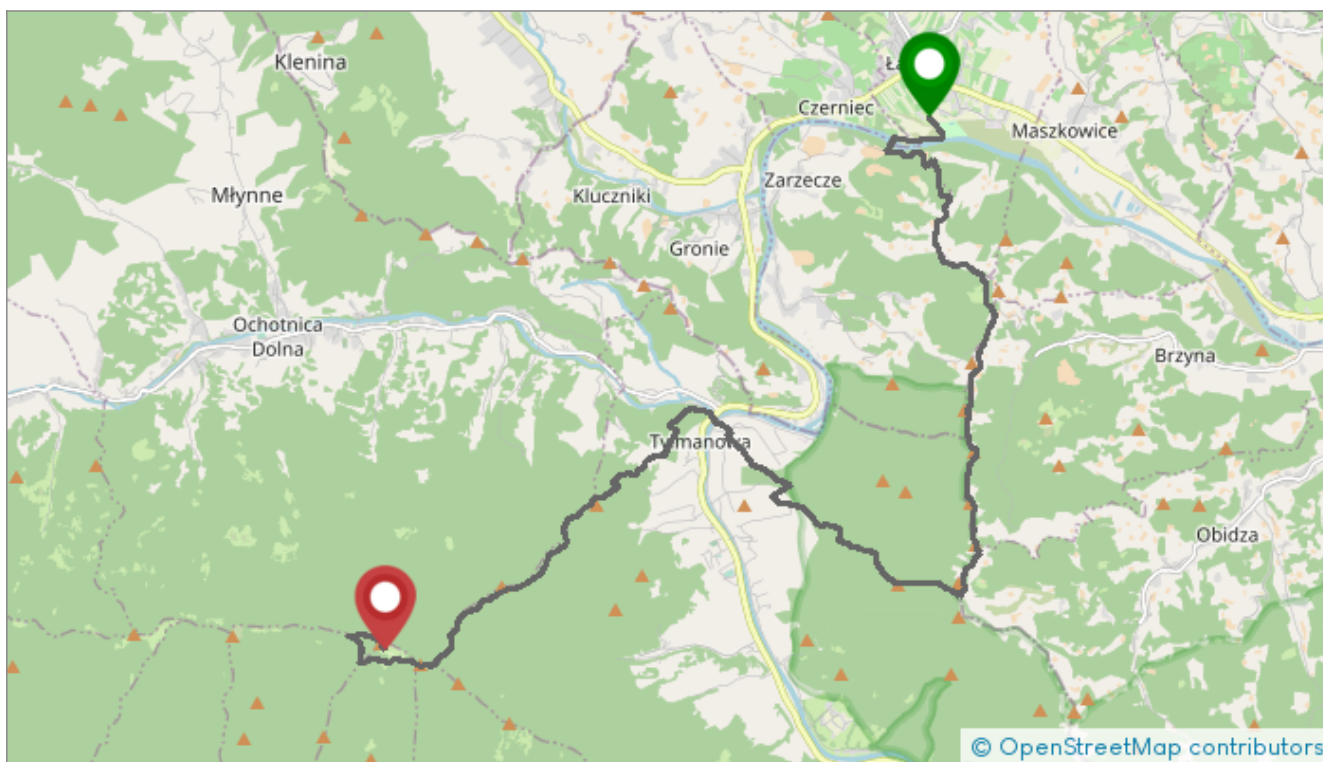 Klenina
Czerniec
Maszkowice
Młynne
Kluczniki
Zarzecze
Gronie
Ochotnica
Dolna
Brzyna
Tylmanowa
Obidza
© OpenStreetMap contributors